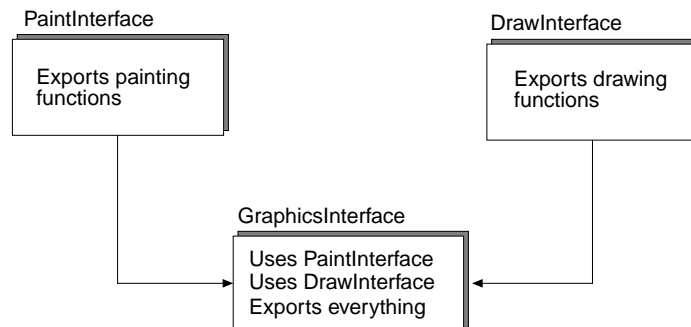 PaintInterface
Exports painting
functions
DrawInterface
Exports drawing
functions
GraphicsInterface
Uses PaintInterface
Uses DrawInterface
Exports everything